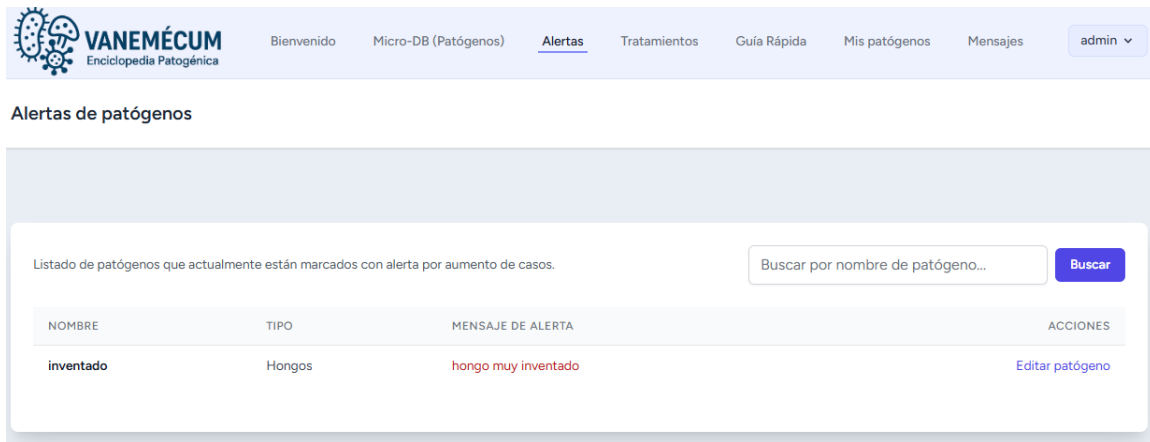 VANEMÉCUM
Enciclopedia Patogénica
Bienvenido Micro-DB (Patógenos) Alertas Tratamientos Guía Rápida Mis patógenos Mensajes admin
Alertas de patógenos
Listado de patógenos que actualmente están marcados con alerta por aumento de casos. Buscar por nombre de patógeno... Buscar
NOMBRE TIPO MENSAJE DE ALERTA ACCIONES
inventado Hongos hongo muy inventado Editar patógeno